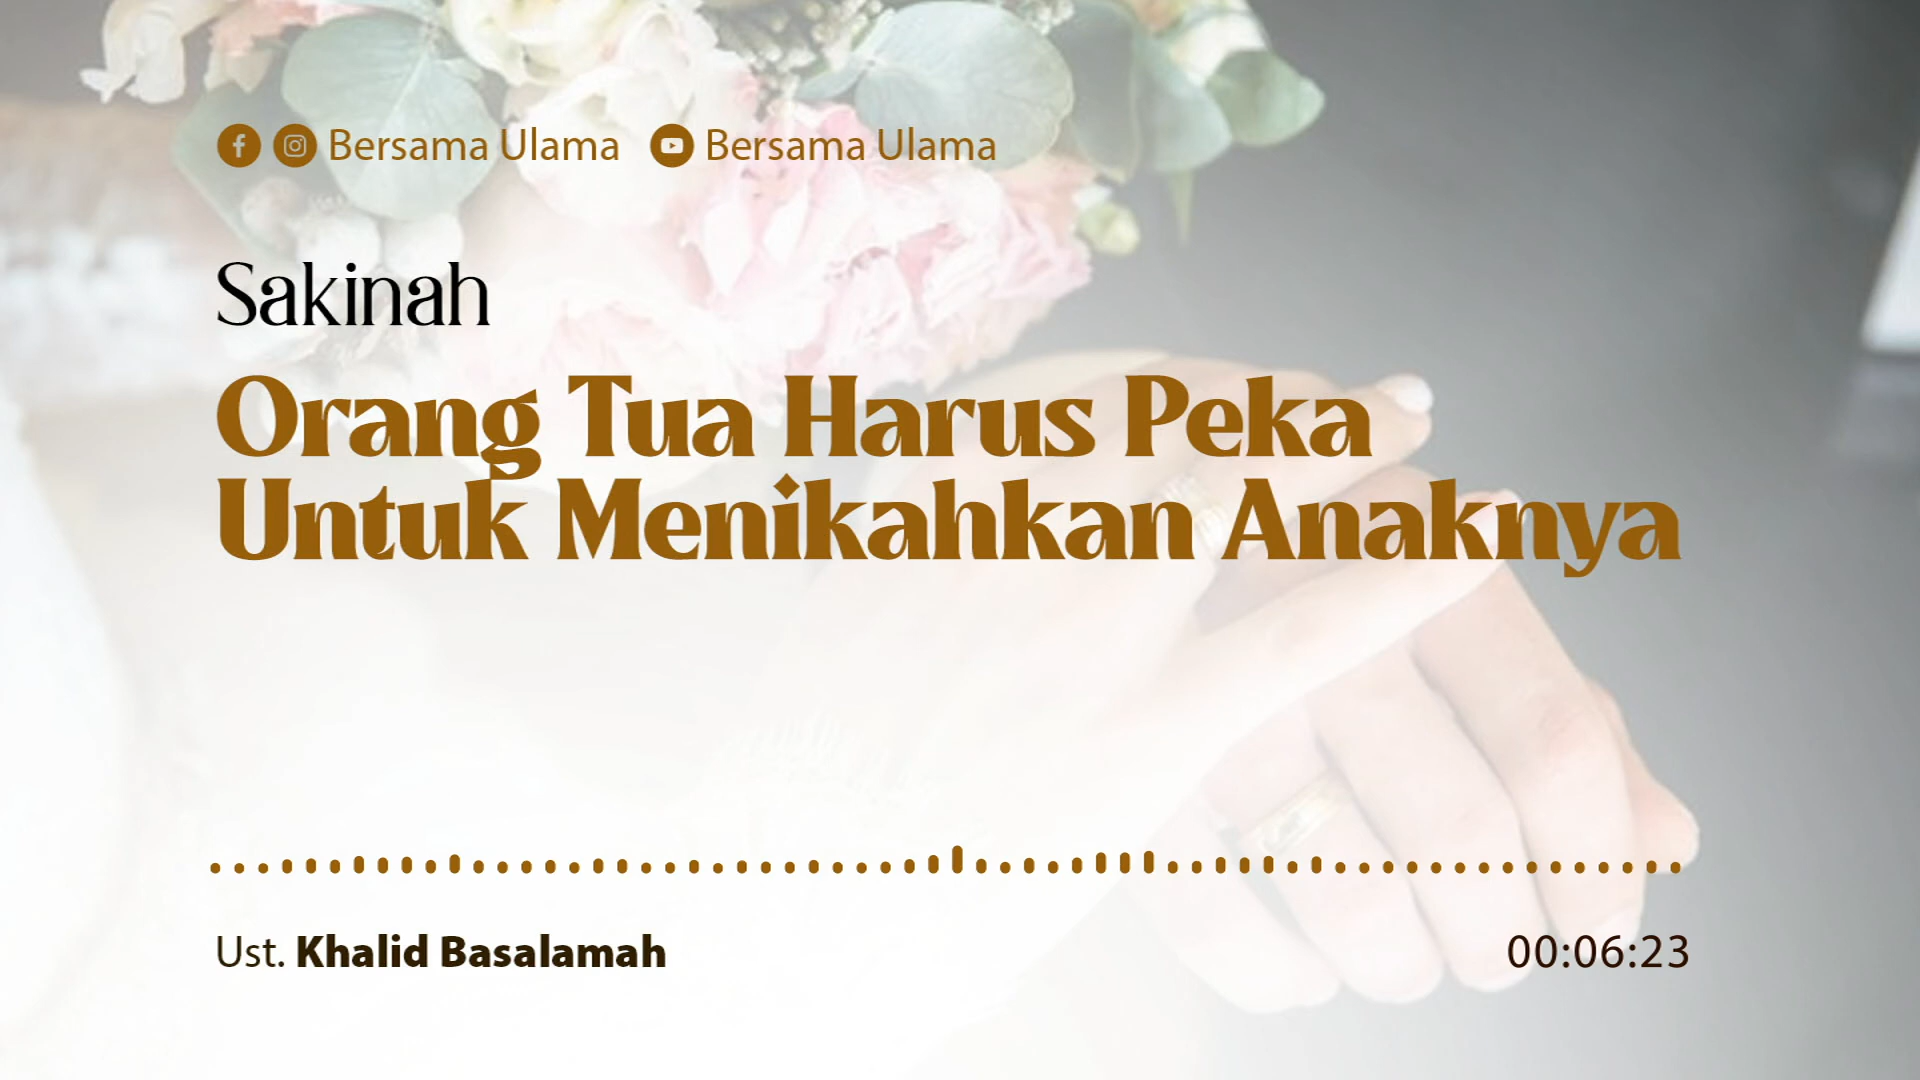 Bersama Ulama Bersama Ulama
Sakinah
Orang Tua Harus Peka
Untuk Menikahkan Anaknya
Ust. Khalid Basalamah 00:06:23